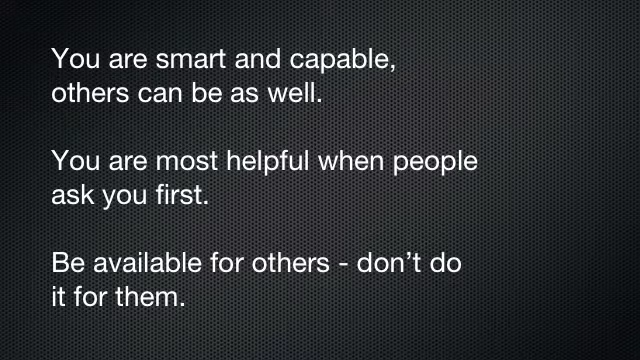 You are smart and capable,
others can be as well.
You are most helpful when people
ask you first.
Be available for others - don’t do
it for them.